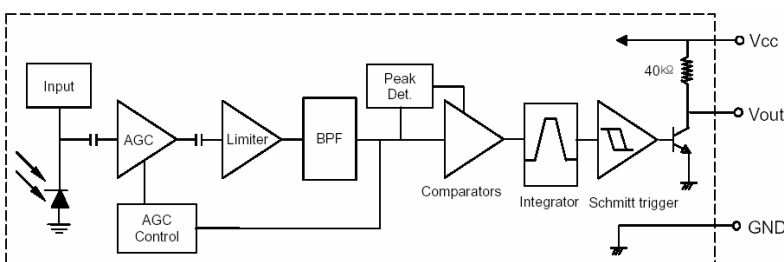 Vcc
40kΩ
Peak
Det.
Input
Vout
AGC
Limiter
BPF
Comparators
Integrator
Schmitt trigger
AGC
Control
GND